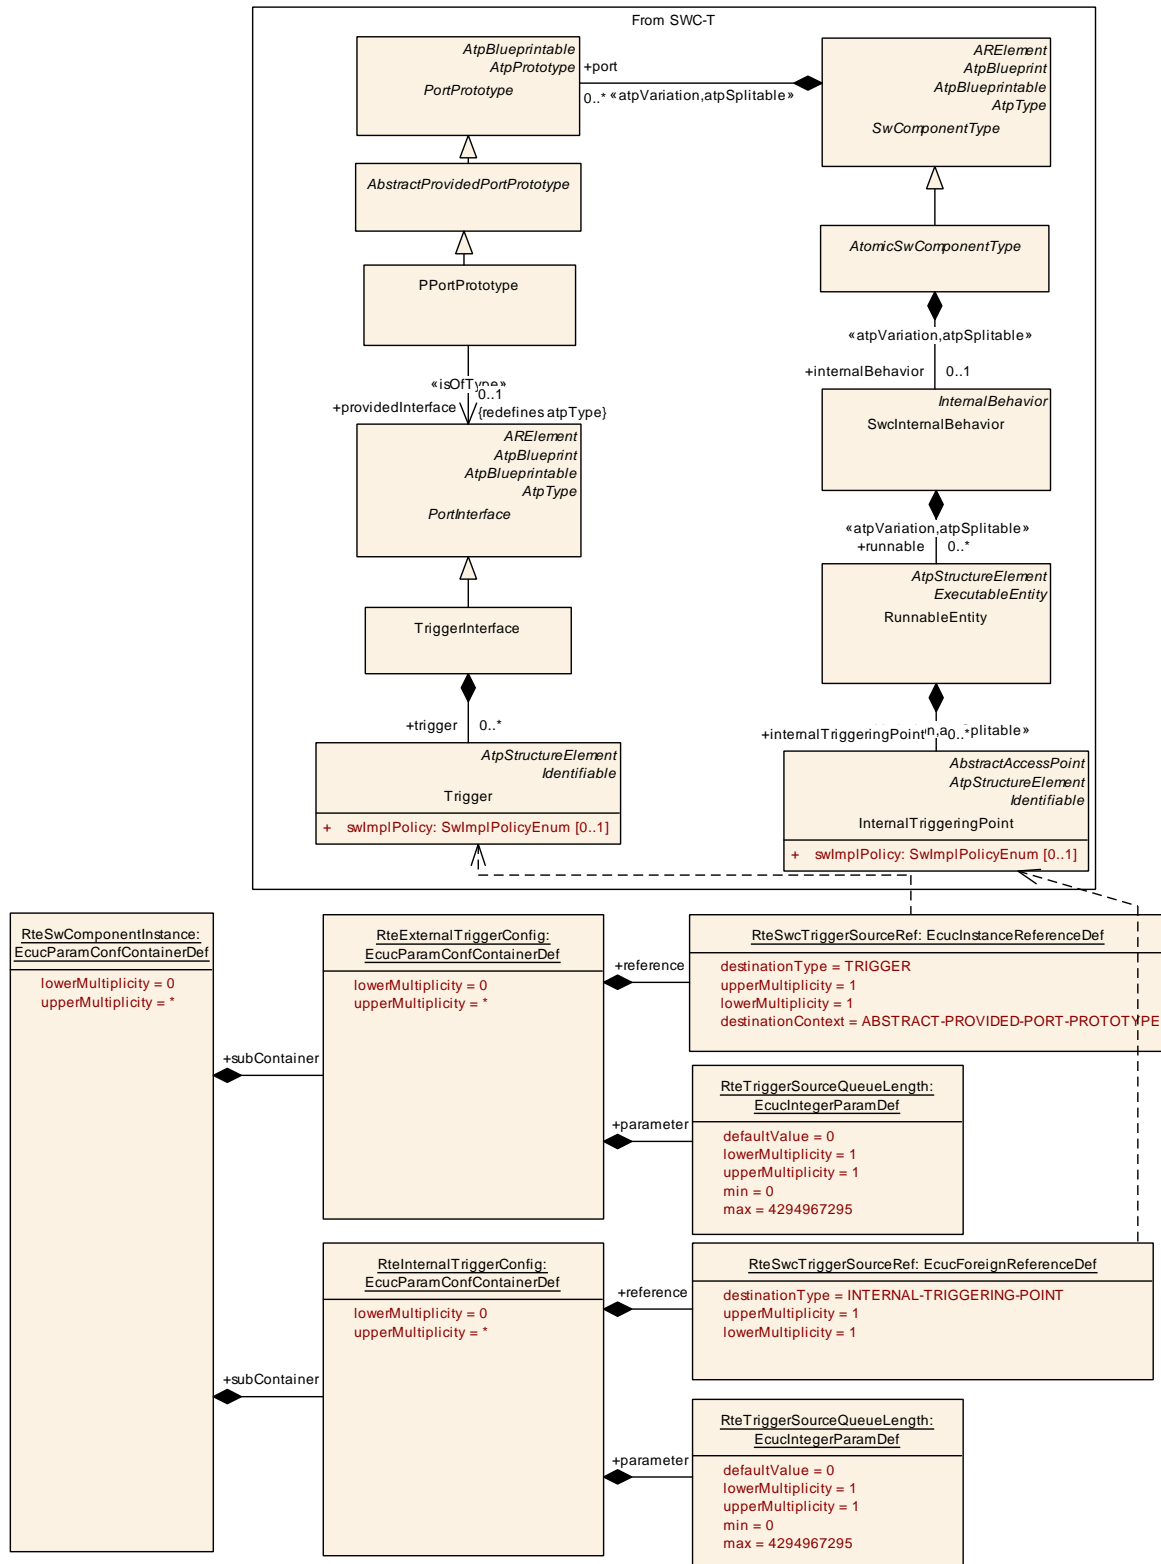 From SWC-T
AtpBlueprintable
AtpPrototype
PortPrototype
+port
0..*
«atpVariation,atpSplitable»
ARElement
AtpBlueprint
AtpBlueprintable
AtpType
SwComponentType
AbstractProvidedPortPrototype
AtomicSwComponentType
PPortPrototype
«atpVariation,atpSplitable»
+internalBehavior
0..1
«isOfType»
0..1
+providedInterface
{redefines atpType}
InternalBehavior
SwcInternalBehavior
ARElement
AtpBlueprint
AtpBlueprintable
AtpType
PortInterface
«atpVariation,atpSplitable»
+runnable
0..*
AtpStructureElement
ExecutableEntity
RunnableEntity
TriggerInterface
+trigger
0..*
+internalTriggeringPoint
0..*
plitable»
AtpStructureElement
Identifiable
Trigger
+ swImplPolicy: SwImplPolicyEnum [0..1]
AbstractAccessPoint
AtpStructureElement
Identifiable
InternalTriggeringPoint
+ swImplPolicy: SwImplPolicyEnum [0..1]
RteSwComponentInstance:
EcucParamConfContainerDef
lowerMultiplicity = 0
upperMultiplicity = *
RteExternalTriggerConfig:
EcucParamConfContainerDef
lowerMultiplicity = 0
upperMultiplicity = *
+reference
RteSwcTriggerSourceRef: EcucInstanceReferenceDef
destinationType = TRIGGER
upperMultiplicity = 1
lowerMultiplicity = 1
destinationContext = ABSTRACT-PROVIDED-PORT-PROTOTYPE
+subContainer
+parameter
RteTriggerSourceQueueLength:
EcucIntegerParamDef
defaultValue = 0
lowerMultiplicity = 1
upperMultiplicity = 1
min = 0
max = 4294967295
RteInternalTriggerConfig:
EcucParamConfContainerDef
lowerMultiplicity = 0
upperMultiplicity = *
+reference
RteSwcTriggerSourceRef: EcucForeignReferenceDef
destinationType = INTERNAL-TRIGGERING-POINT
upperMultiplicity = 1
lowerMultiplicity = 1
+subContainer
+parameter
RteTriggerSourceQueueLength:
EcucIntegerParamDef
defaultValue = 0
lowerMultiplicity = 1
upperMultiplicity = 1
min = 0
max = 4294967295